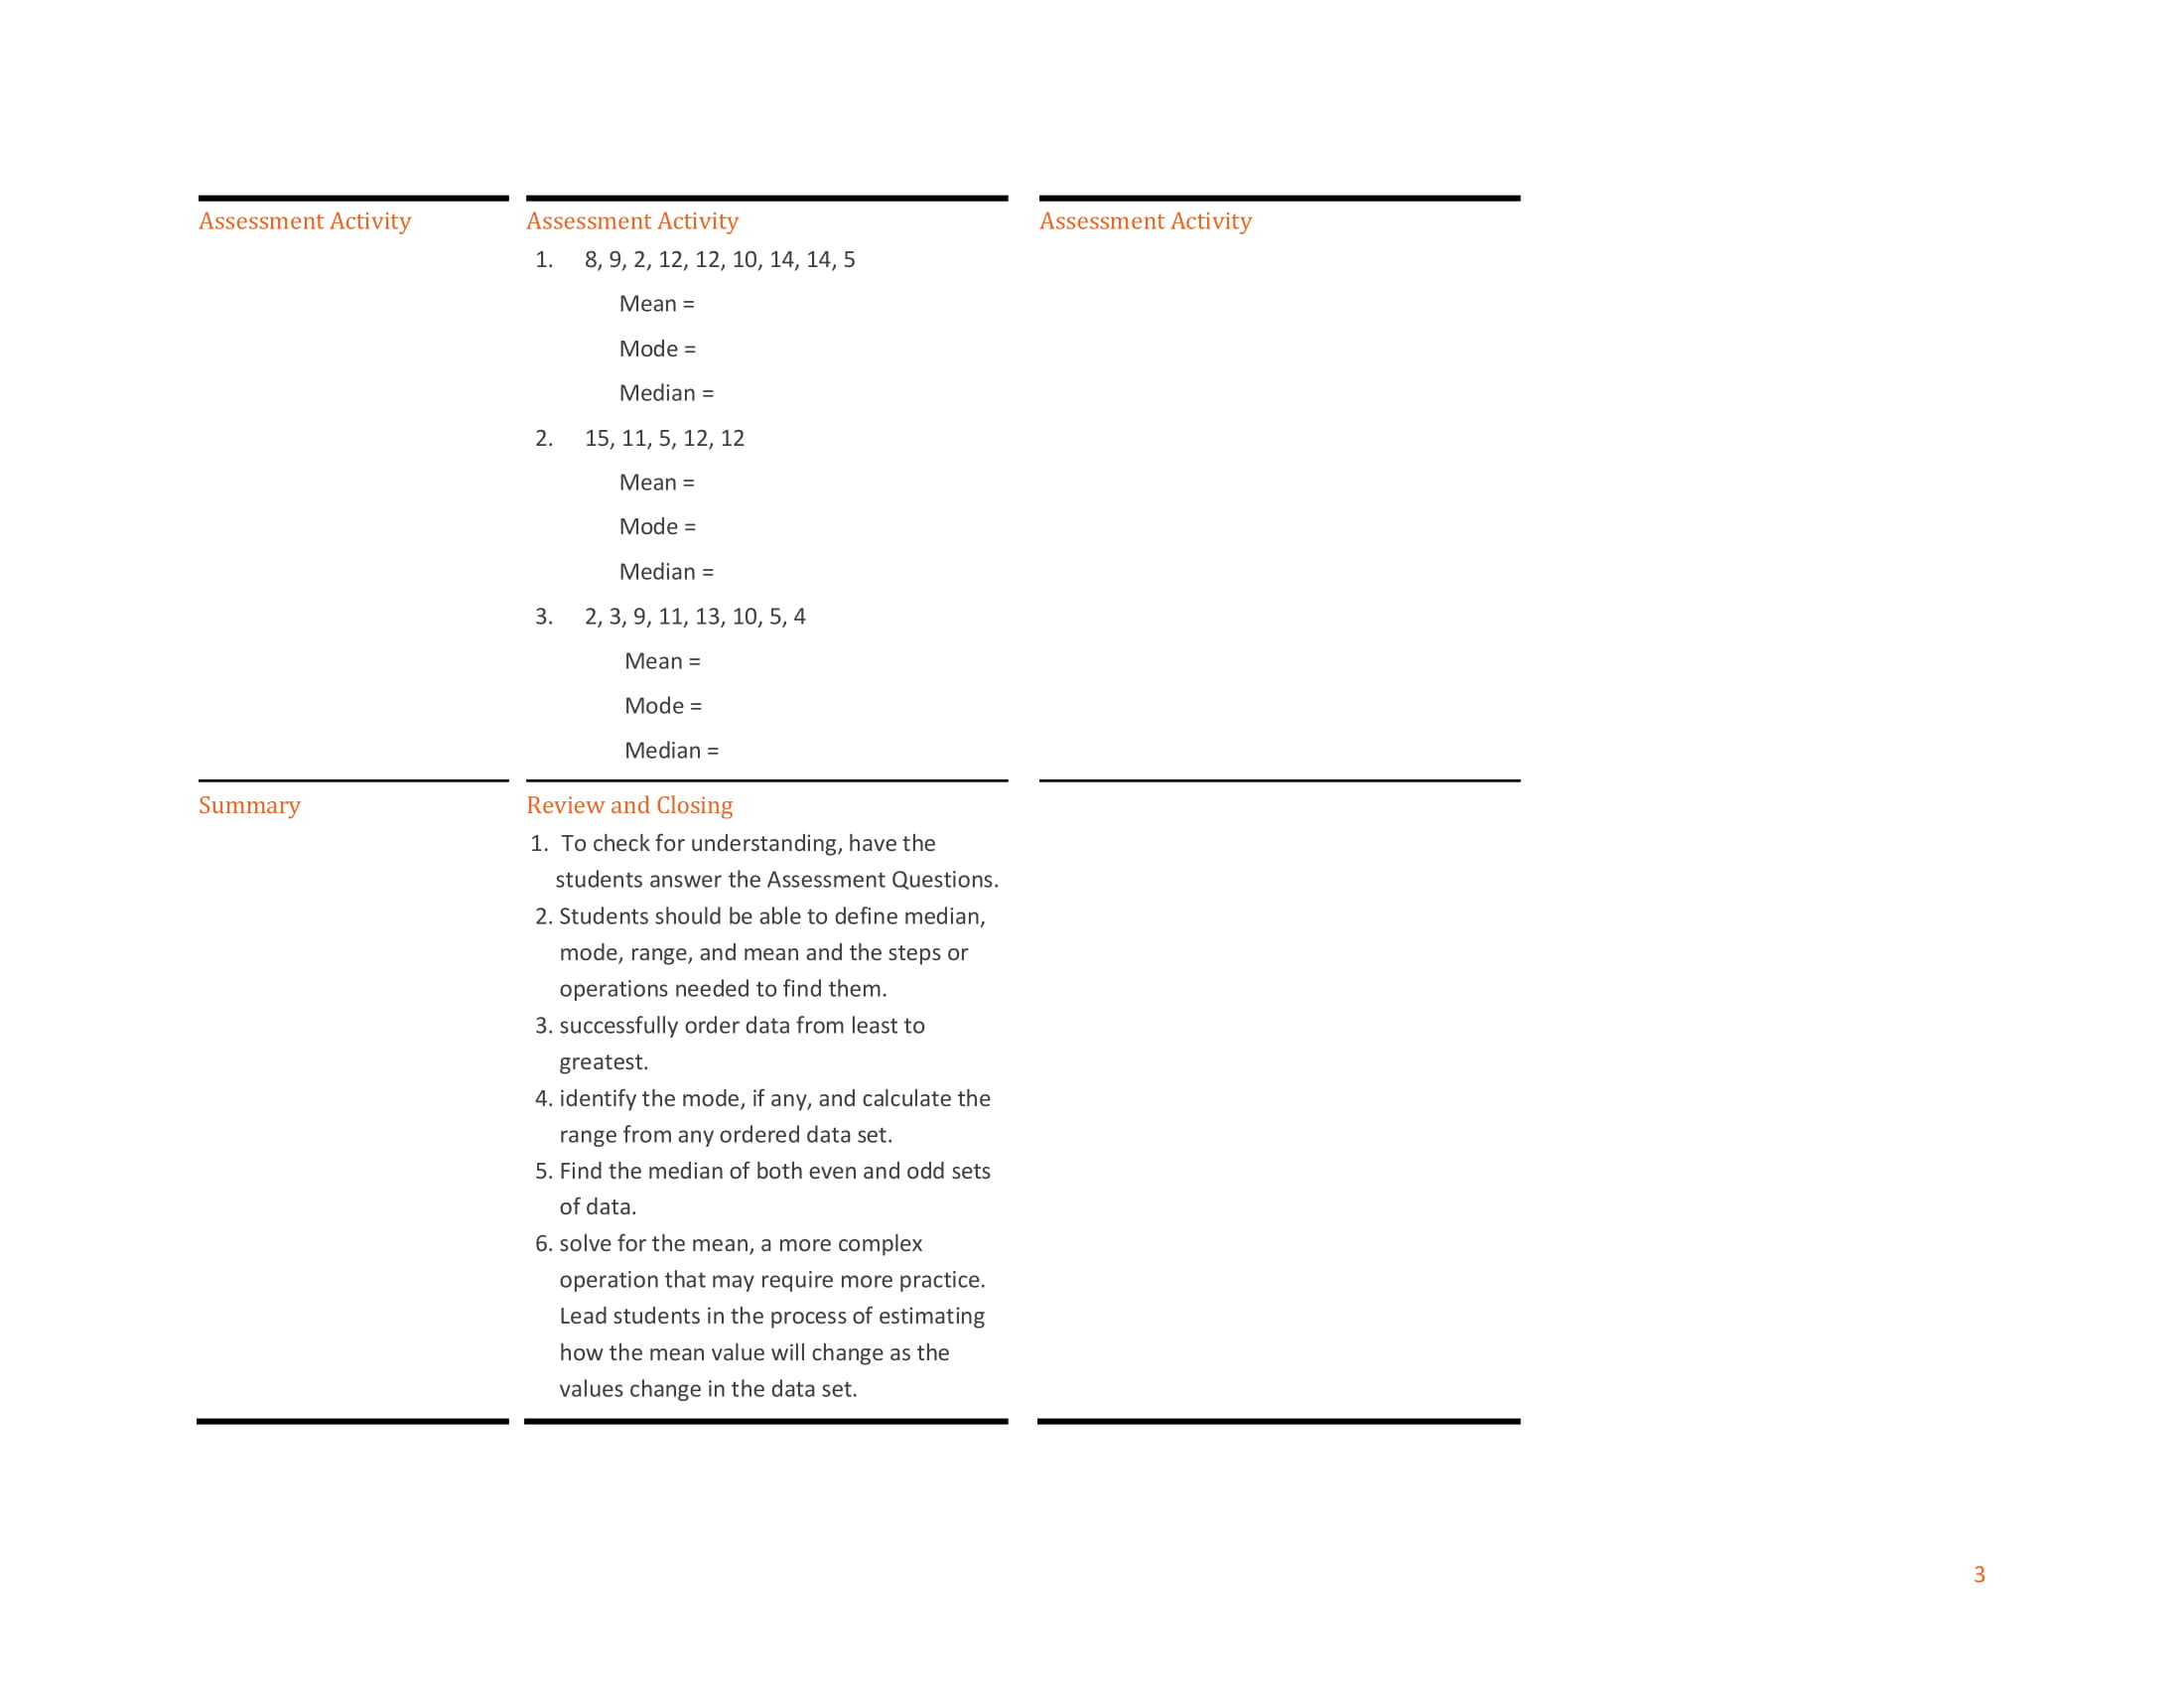 Assessment Activity
Assessment Activity
1. 8, 9, 2, 12, 12, 10, 14, 14, 5
Mean =
Mode =
Median =
2. 15, 11, 5, 12, 12
Mean =
Mode =
Median =
3. 2, 3, 9, 11, 13, 10, 5, 4
Mean =
Mode =
Median =
Assessment Activity
Summary
Review and Closing
1. To check for understanding, have the
students answer the Assessment Questions.
2. Students should be able to define median,
mode, range, and mean and the steps or
operations needed to find them.
3. successfully order data from least to
greatest.
4. identify the mode, if any, and calculate the
range from any ordered data set.
5. Find the median of both even and odd sets
of data.
6. solve for the mean, a more complex
operation that may require more practice.
Lead students in the process of estimating
how the mean value will change as the
values change in the data set.
3